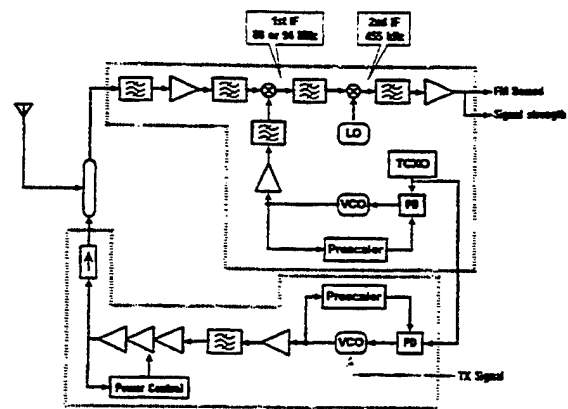 1st IF
2nd IF
455 kHz
FM Sound
Signal strength
LO
TCXO
VCO
PD
Prescaler
Prescaler
VCO
PD
TX Signal
Power Control